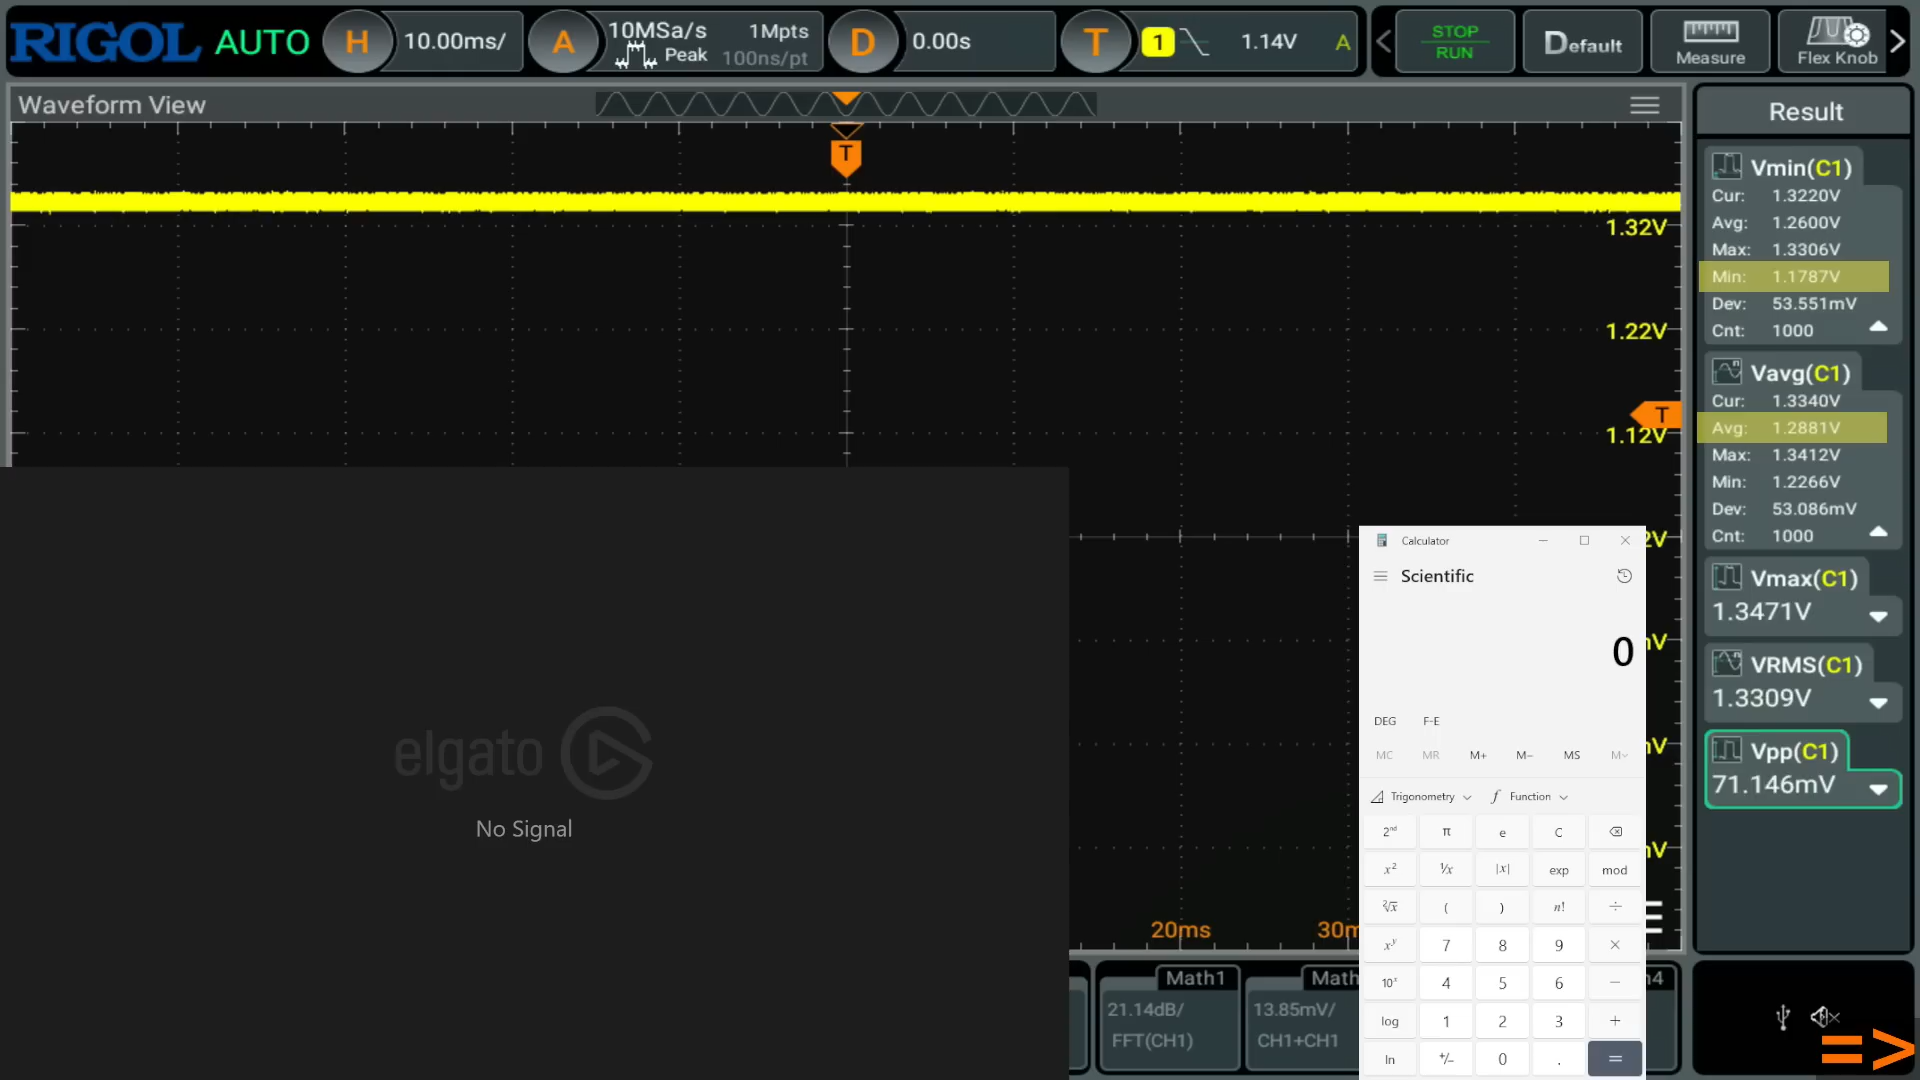 RIGOL AUTO
H 10.00ms/
A 10MSa/s 1Mpts
Peak 100ns/pt
D 0.00s
T 1 1.14V A
STOP
RUN
Default
Measure
Flex Knob
Waveform View
T
1.32V
1.22V
T
1.12V
20ms
Result
Vmin(C1)
Cur: 1.3220V
Avg: 1.2600V
Max: 1.3306V
Min: 1.1787V
Dev: 53.551mV
Cnt: 1000
Vavg(C1)
Cur: 1.3340V
Avg: 1.2881V
Max: 1.3412V
Min: 1.2266V
Dev: 53.086mV
Cnt: 1000
Vmax(C1)
1.3471V
VRMS(C1)
1.3309V
Vpp(C1)
71.146mV
elgato
No Signal
Calculator
Scientific
0
DEG F-E
MC MR M+ M− MS M˅
Trigonometry f Function
2ⁿᵈ π e C
x² ¹/x |x| exp mod
²√x ( ) n! ÷
xʸ 7 8 9 ×
10ˣ 4 5 6 −
log 1 2 3 +
ln +/− 0 . =
Math1
21.14dB/
FFT(CH1)
Math
13.85mV/
CH1+CH1
=>